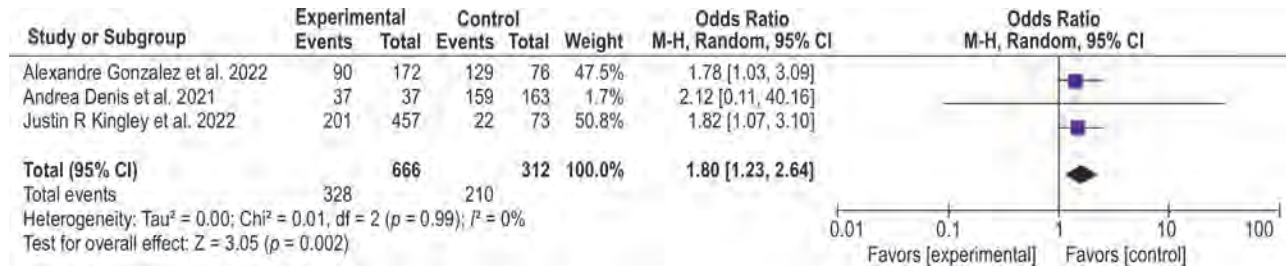 Experimental Control Odds Ratio Odds Ratio
Study or Subgroup Events Total Events Total Weight M-H, Random, 95% CI M-H, Random, 95% CI
Alexandre Gonzalez et al. 2022 90 172 129 76 47.5% 1.78 [1.03, 3.09]
Andrea Denis et al. 2021 37 37 159 163 1.7% 2.12 [0.11, 40.16]
Justin R Kingley et al. 2022 201 457 22 73 50.8% 1.82 [1.07, 3.10]
Total (95% CI) 666 312 100.0% 1.80 [1.23, 2.64]
Total events 328 210
Heterogeneity: Tau² = 0.00; Chi² = 0.01, df = 2 (p = 0.99); I² = 0%
Test for overall effect: Z = 3.05 (p = 0.002)
0.01 0.1 1 10 100
Favors [experimental] Favors [control]